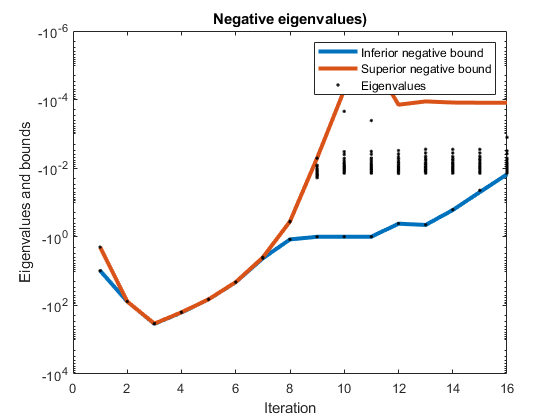 Negative eigenvalues)
Inferior negative bound
Superior negative bound
Eigenvalues
-10^-6
-10^-4
-10^-2
-10^0
-10^2
-10^4
Eigenvalues and bounds
0 2 4 6 8 10 12 14 16
Iteration